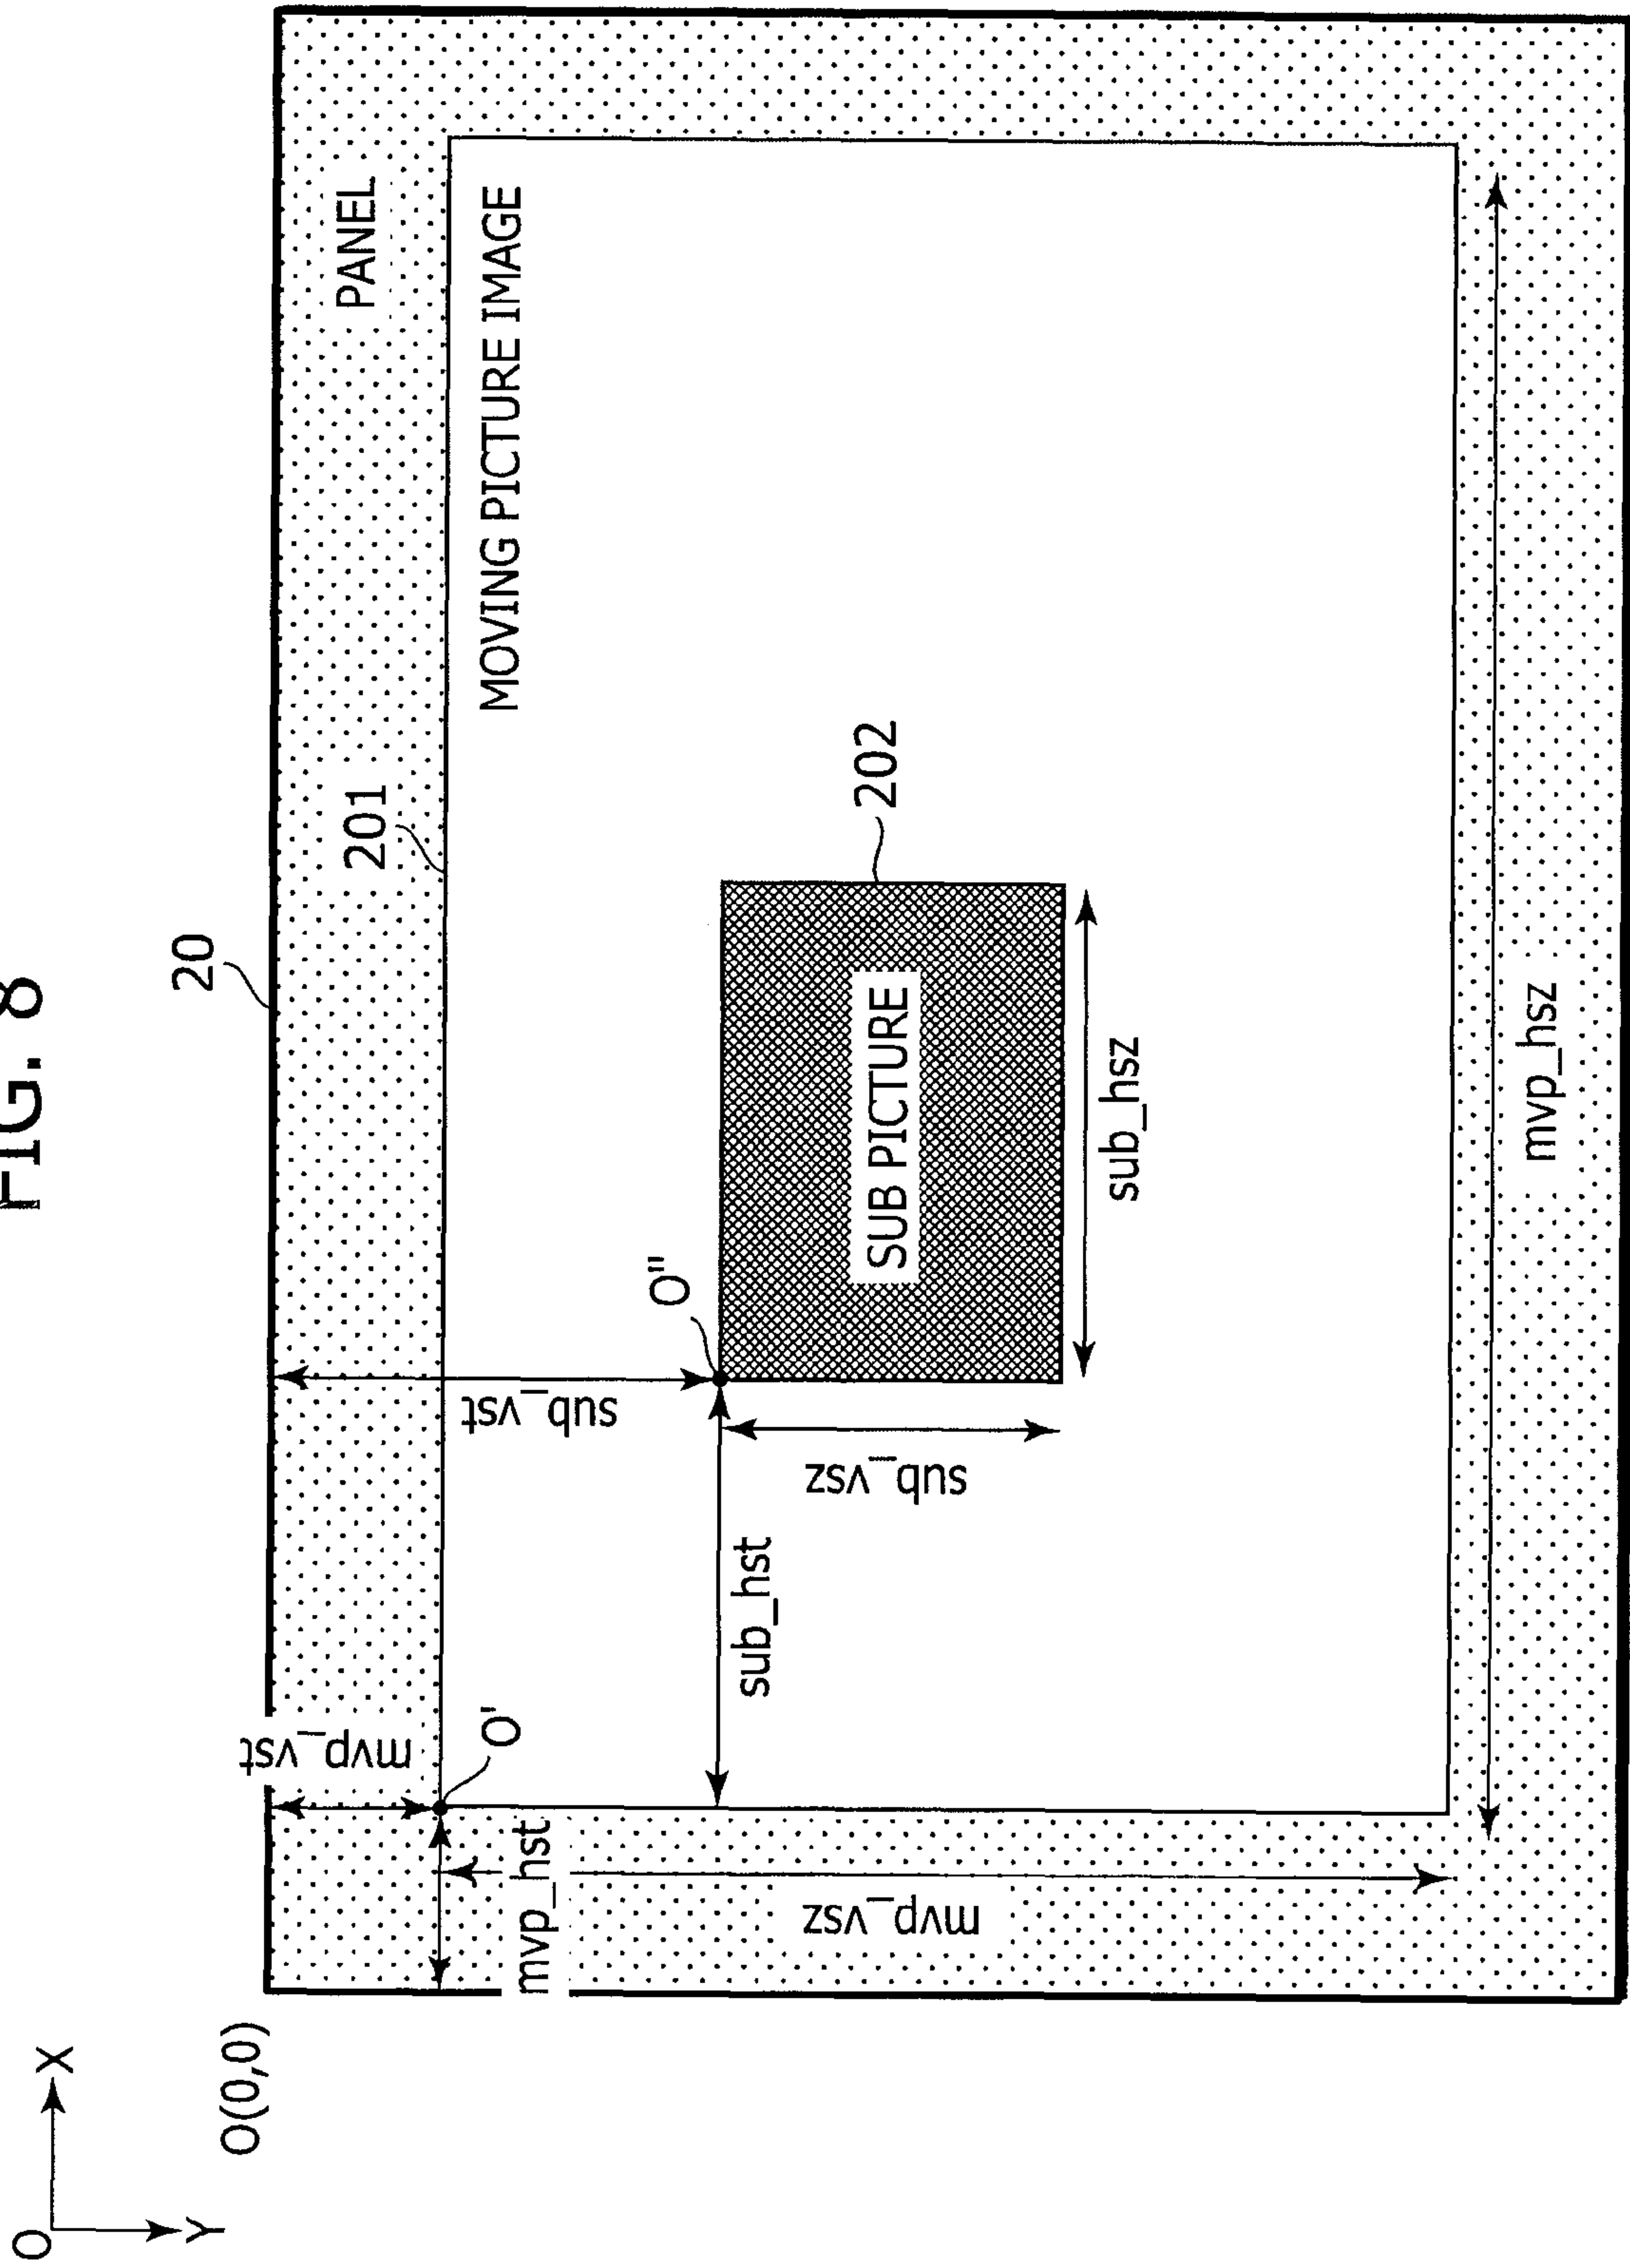 FIG. 8
O
X
Y
O(0,0)
20
mvp_vst
201
PANEL
O'
mvp_hst
MOVING PICTURE IMAGE
sub_vst
O"
sub_hst
sub_vsz
SUB PICTURE
202
sub_hsz
mvp_vsz
mvp_hsz